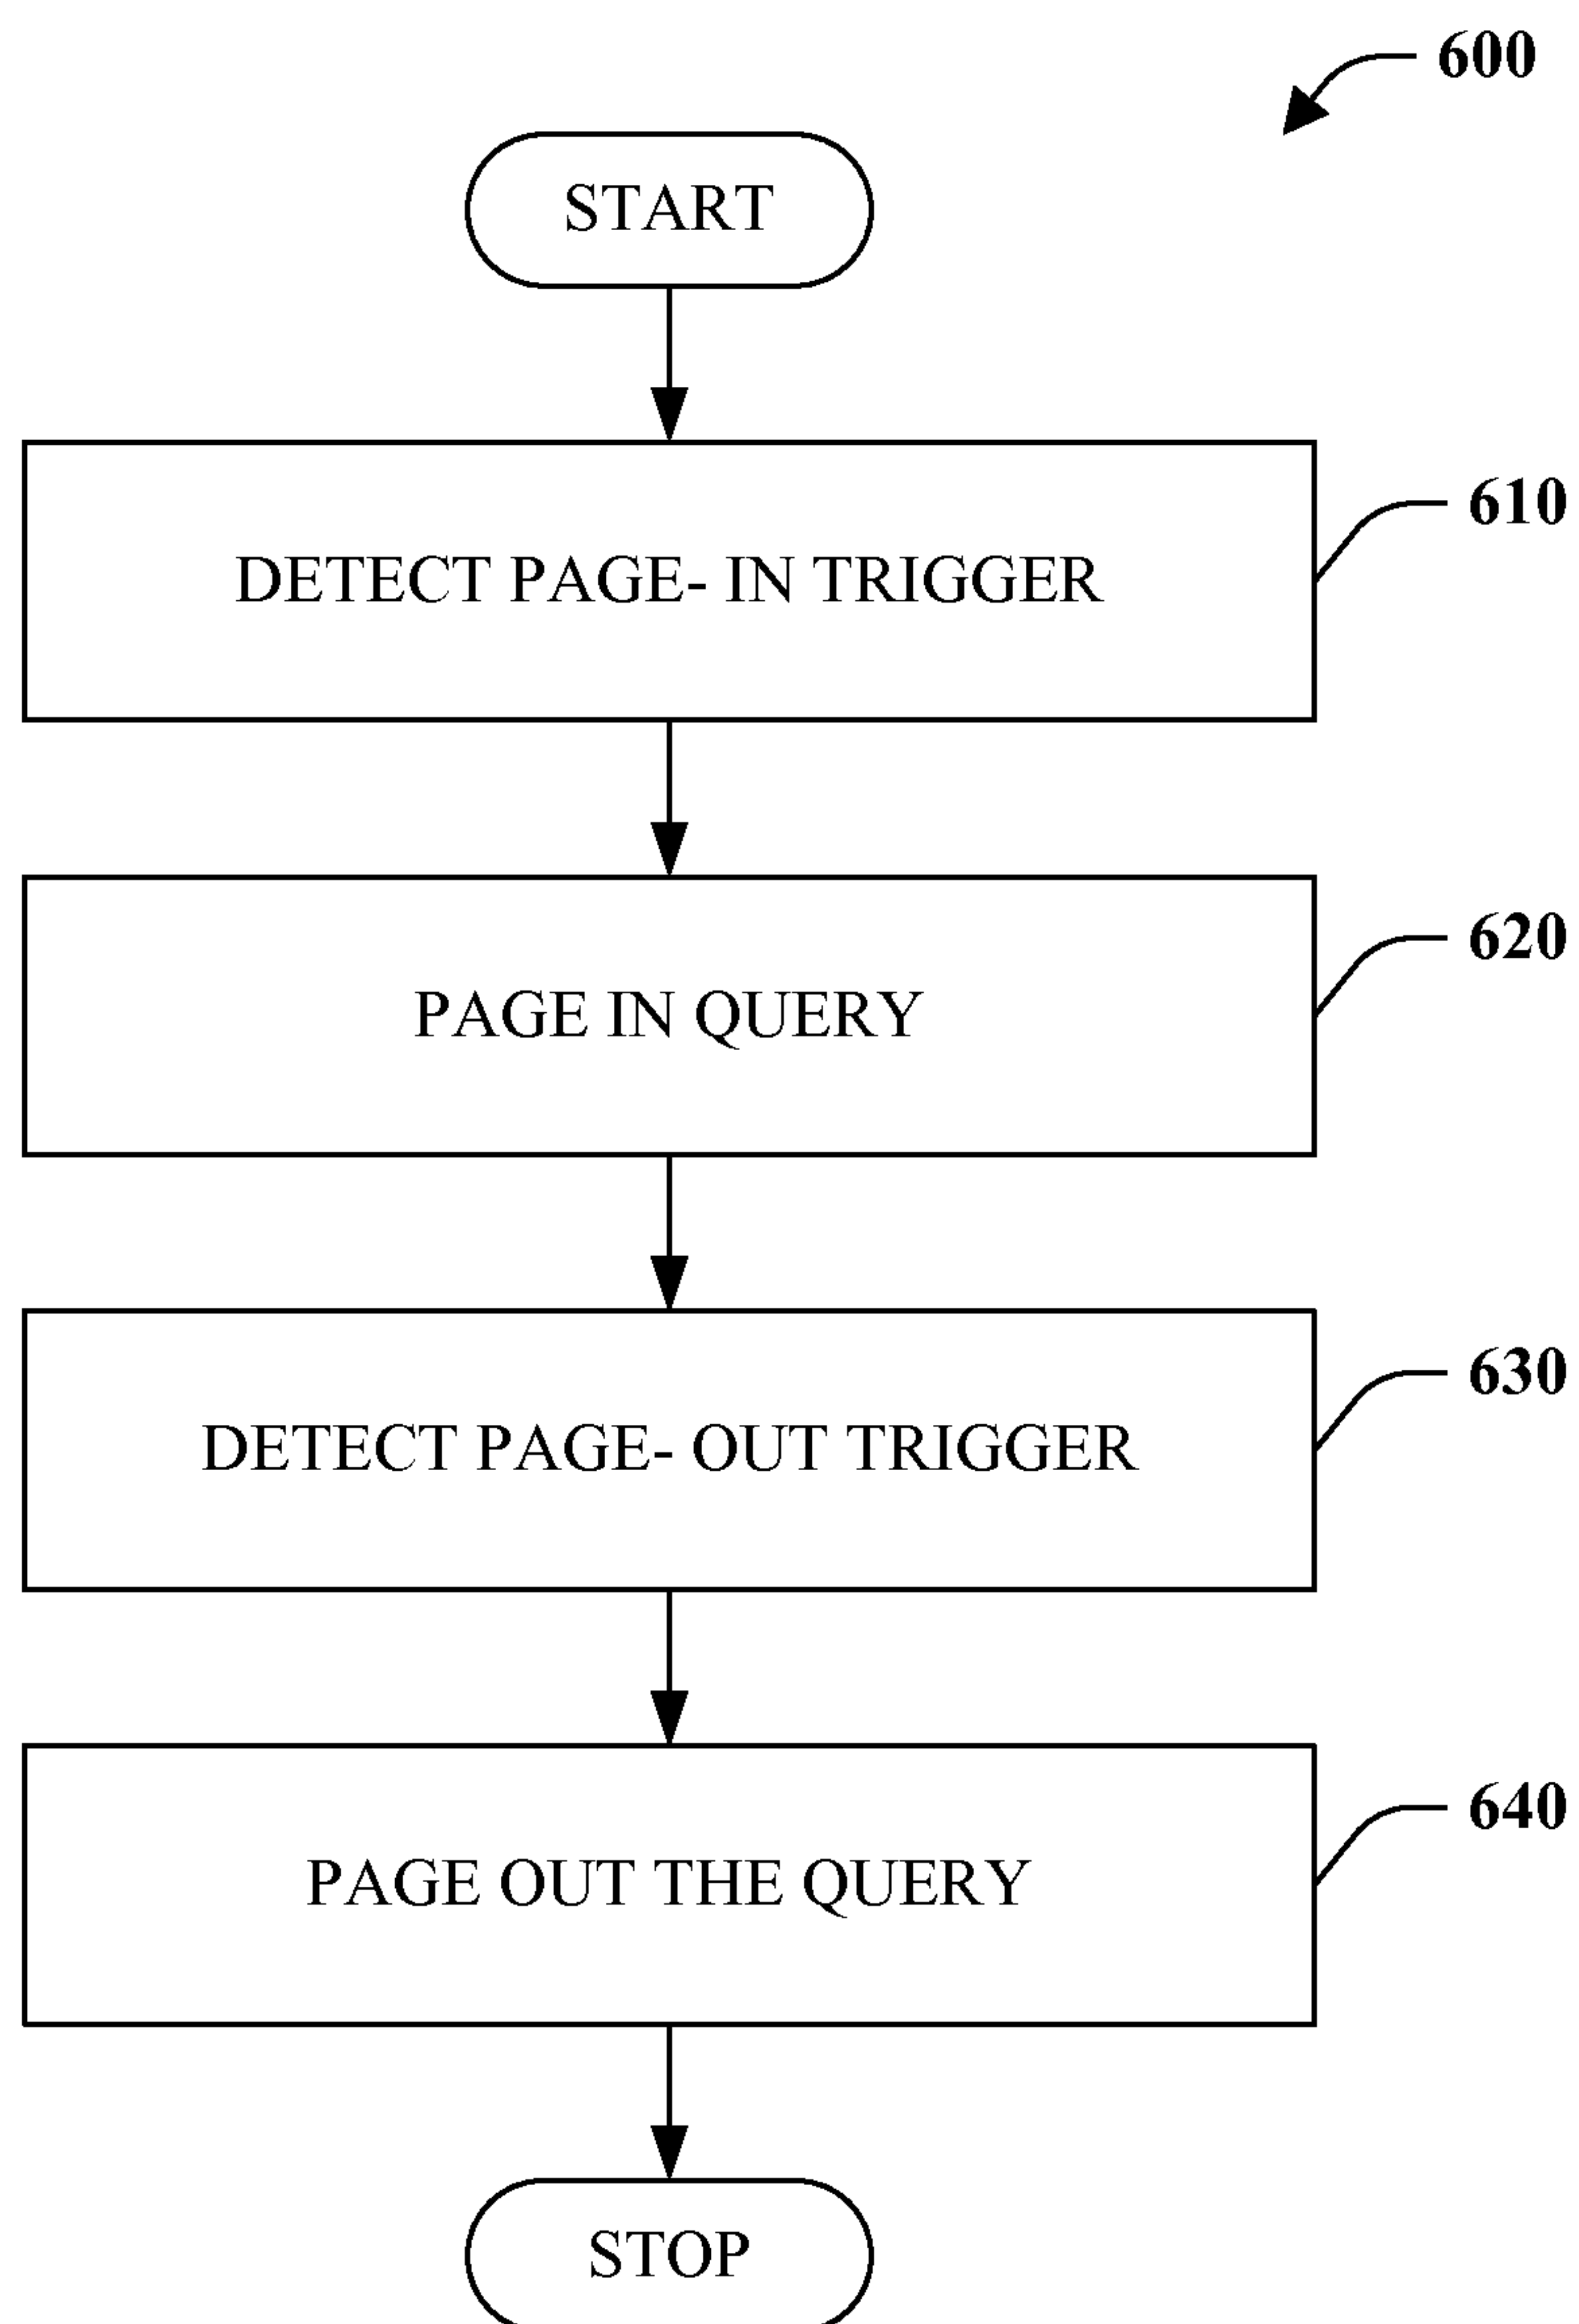 600
START
DETECT PAGE- IN TRIGGER
610
PAGE IN QUERY
620
DETECT PAGE- OUT TRIGGER
630
PAGE OUT THE QUERY
640
STOP